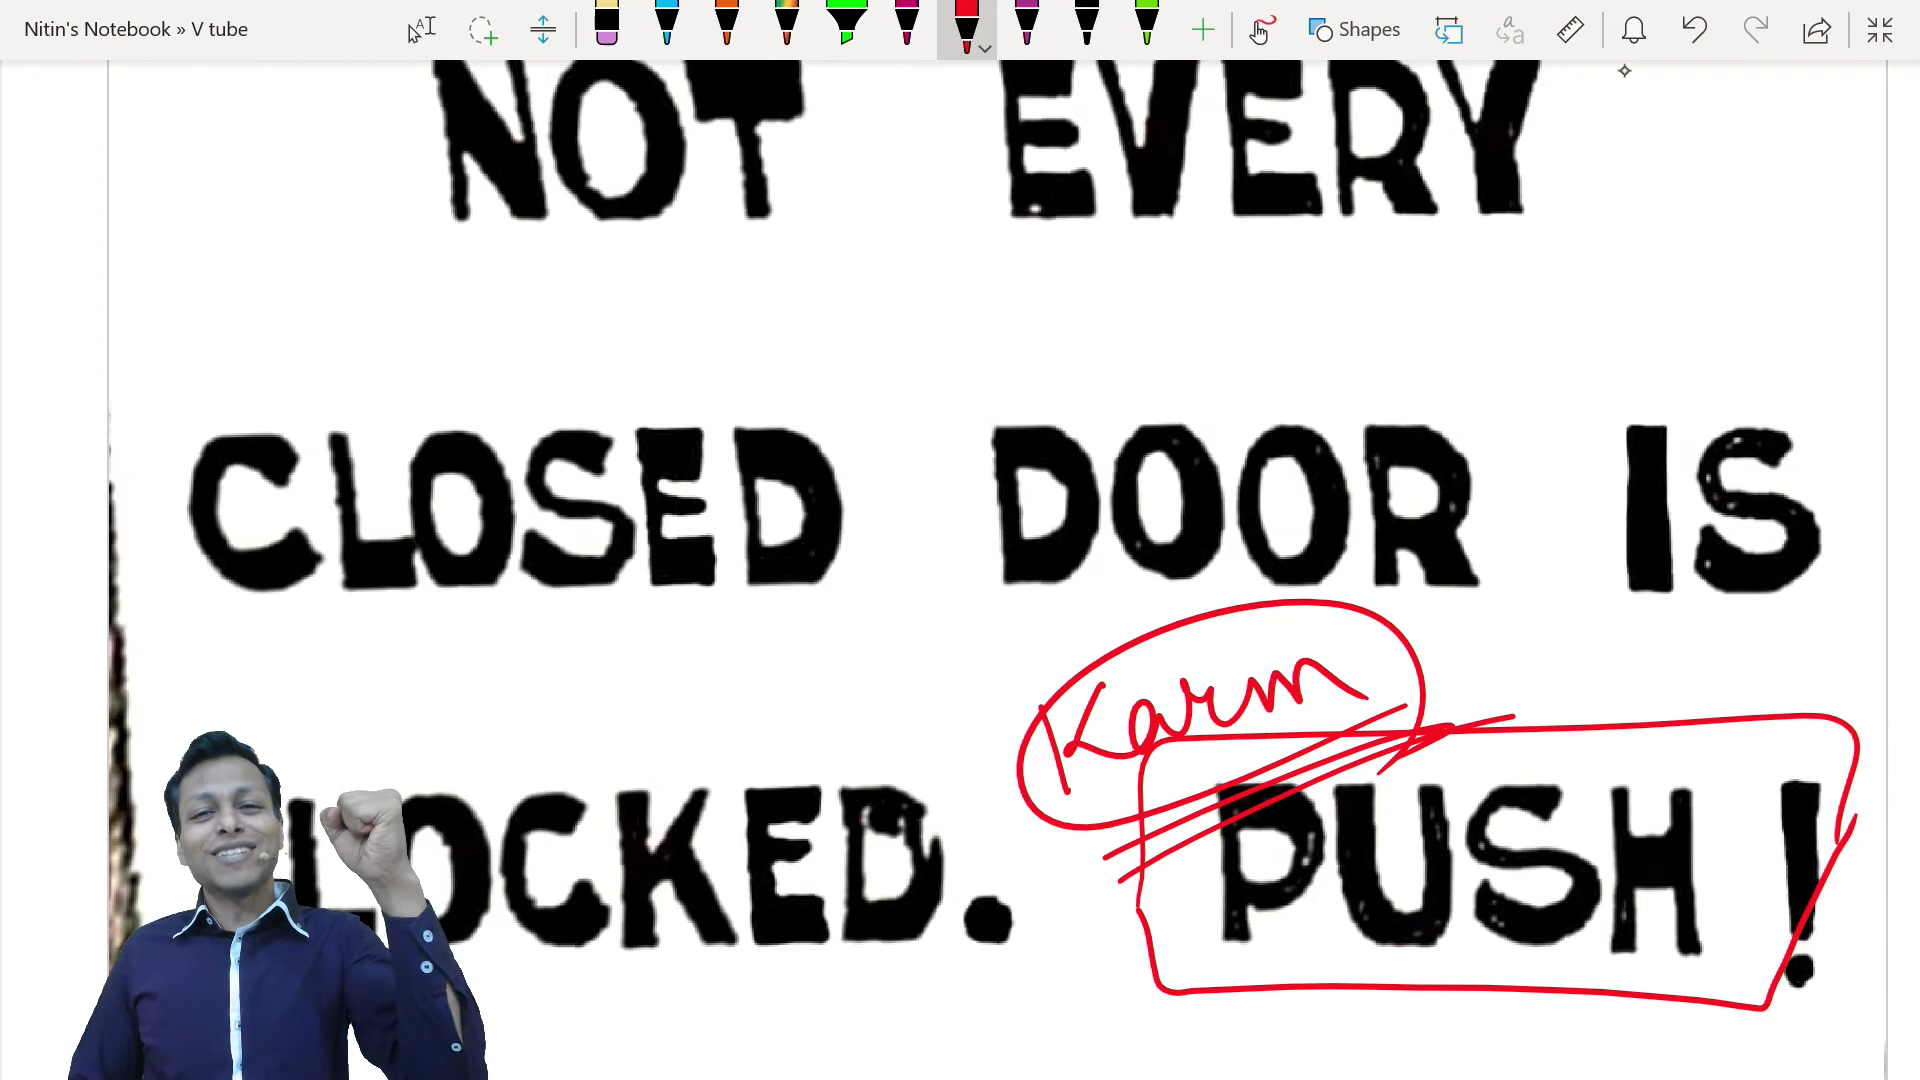 Nitin's Notebook » V tube
Shapes
NOT EVERY
CLOSED DOOR IS
Karm
LOCKED. PUSH!